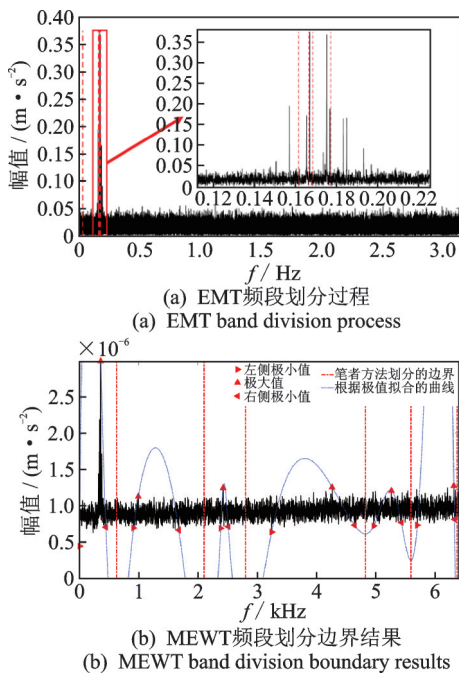 0.40
0.35
0.30
0.25
0.20
0.15
0.10
0.05
0
幅值 / (m·s⁻²)
0.35
0.30
0.25
0.20
0.15
0.10
0.05
0
0.12 0.14 0.16 0.18 0.20 0.22
0 0.5 1.0 1.5 2.0 2.5 3.0
f / Hz
(a) EMT频段划分过程
(a) EMT band division process
×10⁻⁶
2.5
2.0
1.5
1.0
0.5
0
幅值 / (m·s⁻²)
左侧极小值
极大值
右侧极小值
笔者方法划分的边界
根据极值拟合的曲线
0 1 2 3 4 5 6
f / kHz
(b) MEWT频段划分边界结果
(b) MEWT band division boundary results